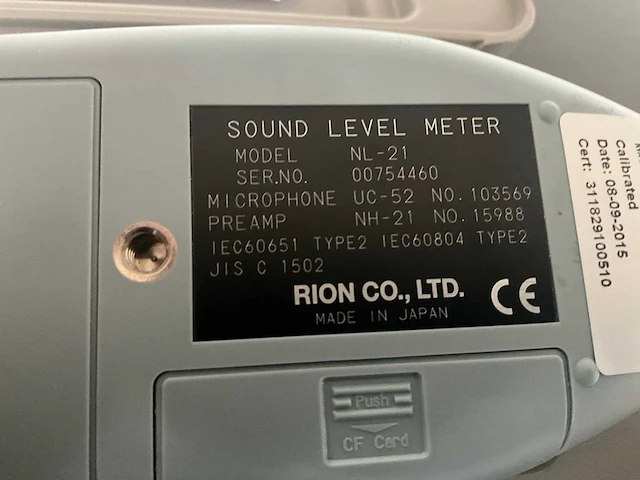 SOUND LEVEL METER
MODEL NL-21
SER.NO. 00754460
MICROPHONE UC-52 NO. 103569
PREAMP NH-21 NO. 15988
IEC60651 TYPE2 IEC60804 TYPE2
JIS C 1502
RION CO., LTD. CE
MADE IN JAPAN
Push
CF Card
Calibrated
Date: 08-09-2015
Cert: 311829100510